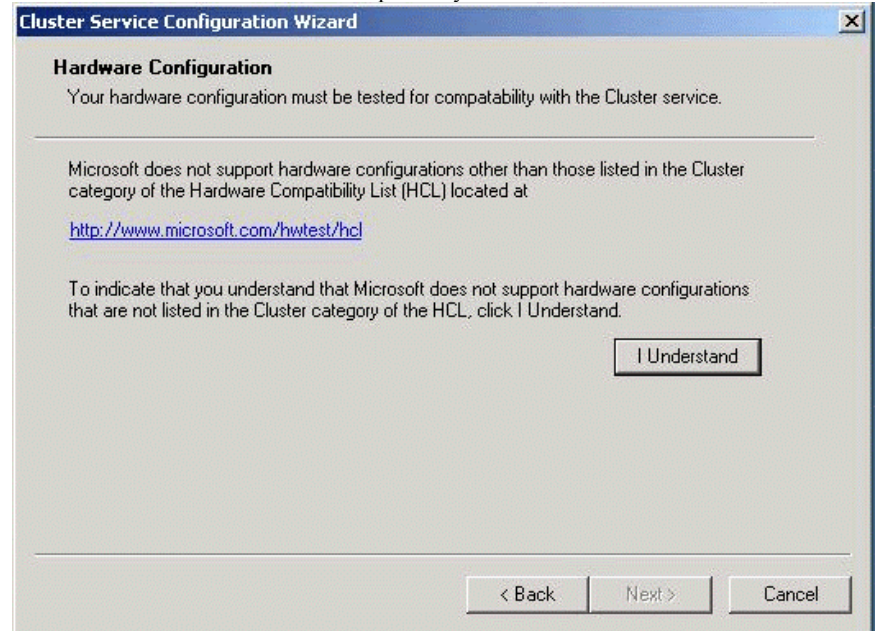 Cluster Service Configuration Wizard
Hardware Configuration
Your hardware configuration must be tested for compatability with the Cluster service.
Microsoft does not support hardware configurations other than those listed in the Cluster
category of the Hardware Compatibility List (HCL) located at
http://www.microsoft.com/hwtest/hcl
To indicate that you understand that Microsoft does not support hardware configurations
that are not listed in the Cluster category of the HCL, click I Understand.
I Understand
< Back Next > Cancel